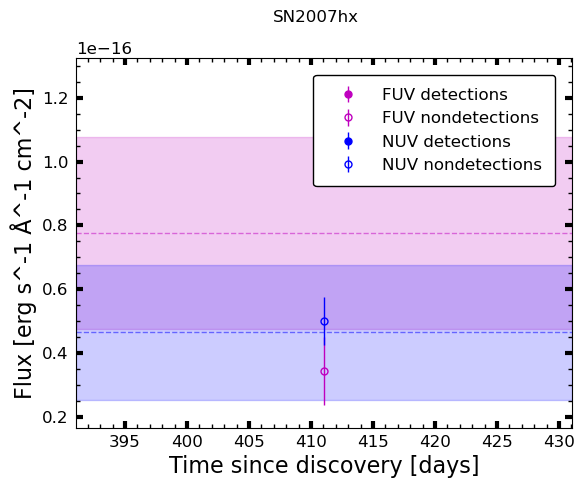 SN2007hx
1e−16
FUV detections
FUV nondetections
NUV detections
NUV nondetections
1.2
1.0
0.8
0.6
0.4
0.2
Flux [erg s^-1 Å^-1 cm^-2]
395 400 405 410 415 420 425 430
Time since discovery [days]